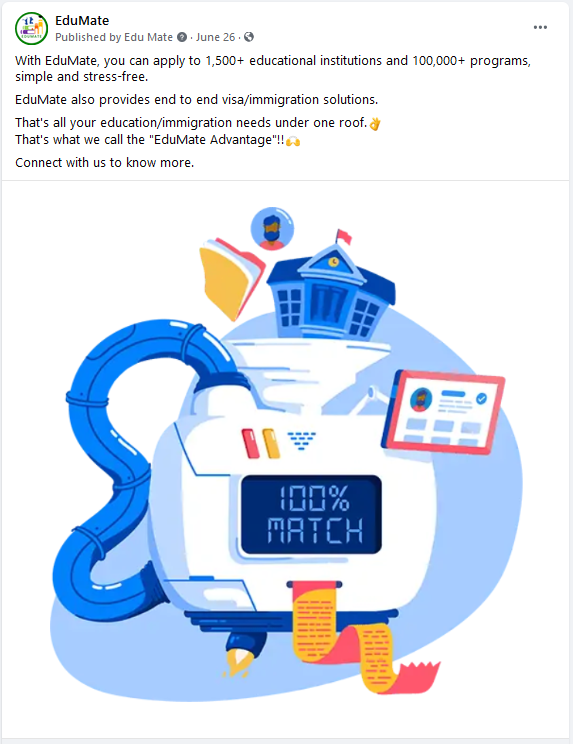 EduMate
Published by Edu Mate · June 26 ·
With EduMate, you can apply to 1,500+ educational institutions and 100,000+ programs,
simple and stress-free.
EduMate also provides end to end visa/immigration solutions.
That's all your education/immigration needs under one roof.👌
That's what we call the "EduMate Advantage"!!🙌
Connect with us to know more.
100%
MATCH